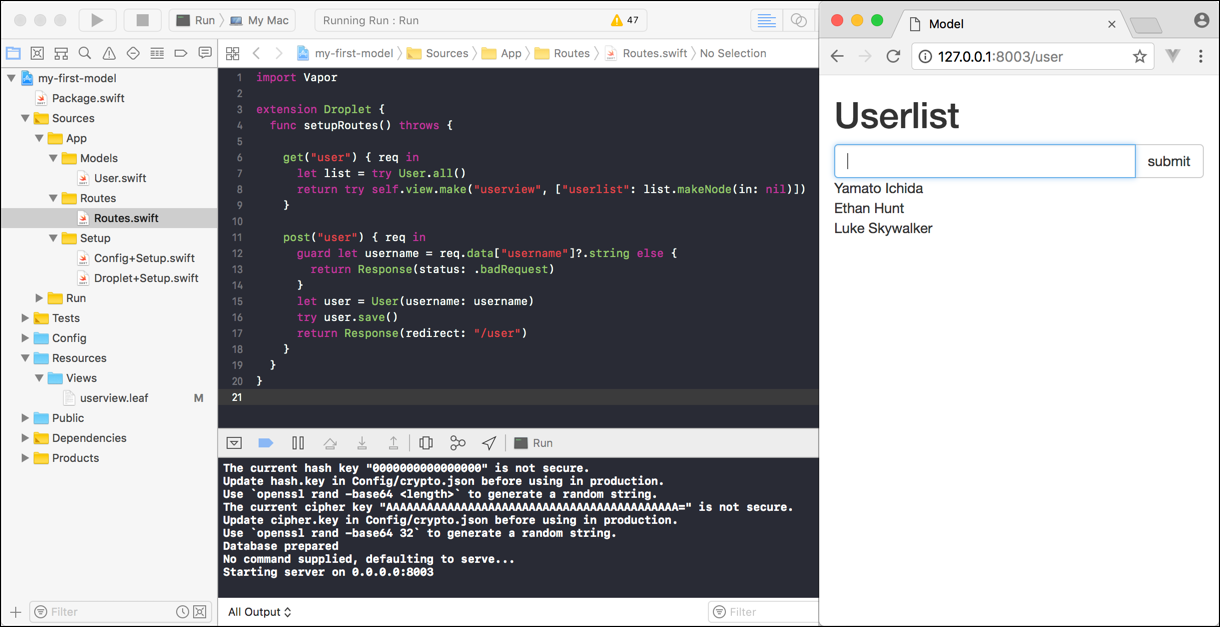 Run
My Mac
Running Run : Run
47
my-first-model
Sources
App
Routes
Routes.swift
No Selection
my-first-model
Package.swift
Sources
App
Models
User.swift
Routes
Routes.swift
Setup
Config+Setup.swift
Droplet+Setup.swift
Run
Tests
Config
Resources
Views
userview.leaf M
Public
Dependencies
Products
Filter
1 import Vapor
2
3 extension Droplet {
4 func setupRoutes() throws {
5
6 get("user") { req in
7 let list = try User.all()
8 return try self.view.make("userview", ["userlist": list.makeNode(in: nil)])
9 }
10
11 post("user") { req in
12 guard let username = req.data["username"]?.string else {
13 return Response(status: .badRequest)
14 }
15 let user = User(username: username)
16 try user.save()
17 return Response(redirect: "/user")
18 }
19 }
20 }
21
Run
The current hash key "0000000000000000" is not secure.
Update hash.key in Config/crypto.json before using in production.
Use `openssl rand -base64 <length>` to generate a random string.
The current cipher key "AAAAAAAAAAAAAAAAAAAAAAAAAAAAAAAAAAAAAAAAAAA=" is not secure.
Update cipher.key in Config/crypto.json before using in production.
Use `openssl rand -base64 32` to generate a random string.
Database prepared
No command supplied, defaulting to serve...
Starting server on 0.0.0.0:8003
All Output
Filter
Model
127.0.0.1:8003/user
Userlist
submit
Yamato Ichida
Ethan Hunt
Luke Skywalker